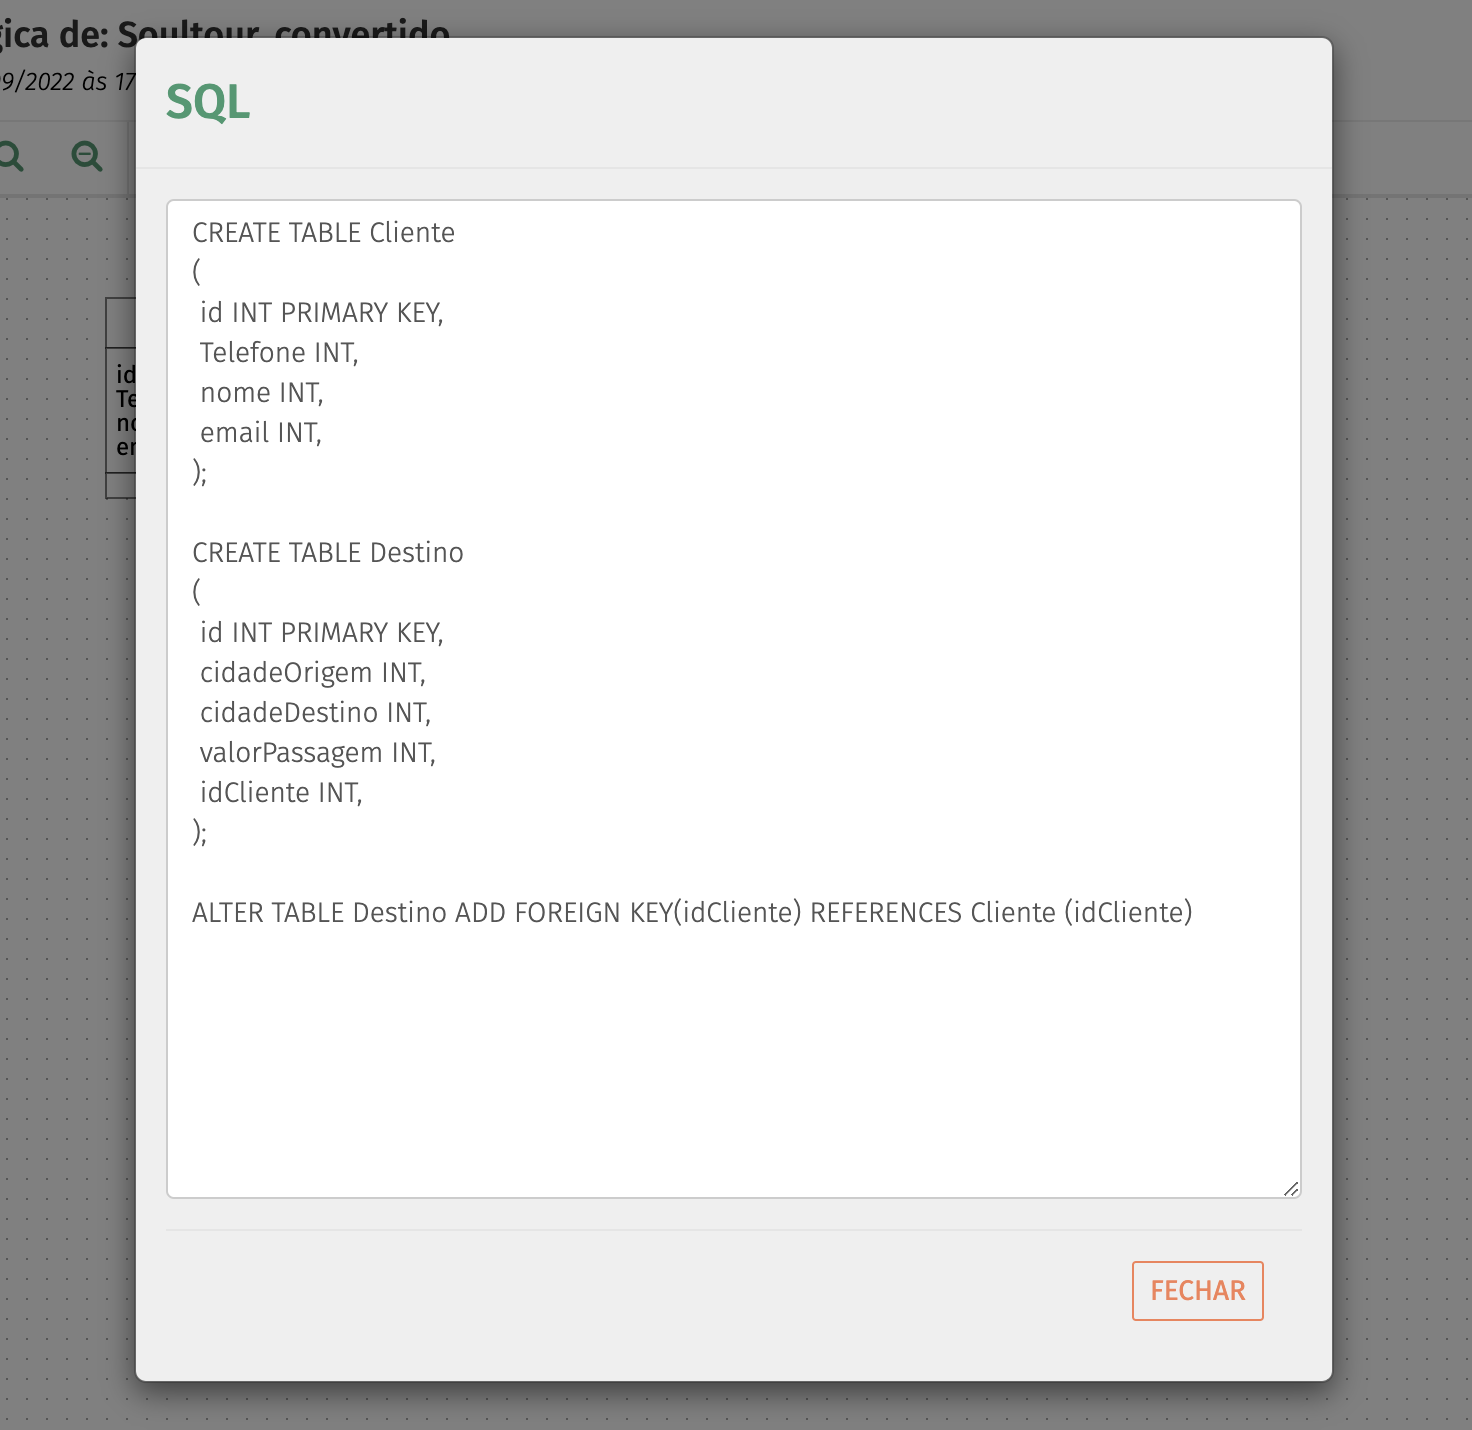 gica de: Soultour_convertido
09/2022 às 17
SQL
CREATE TABLE Cliente
(
id INT PRIMARY KEY,
Telefone INT,
nome INT,
email INT,
);
CREATE TABLE Destino
(
id INT PRIMARY KEY,
cidadeOrigem INT,
cidadeDestino INT,
valorPassagem INT,
idCliente INT,
);
ALTER TABLE Destino ADD FOREIGN KEY(idCliente) REFERENCES Cliente (idCliente)
id
Te
no
em
FECHAR